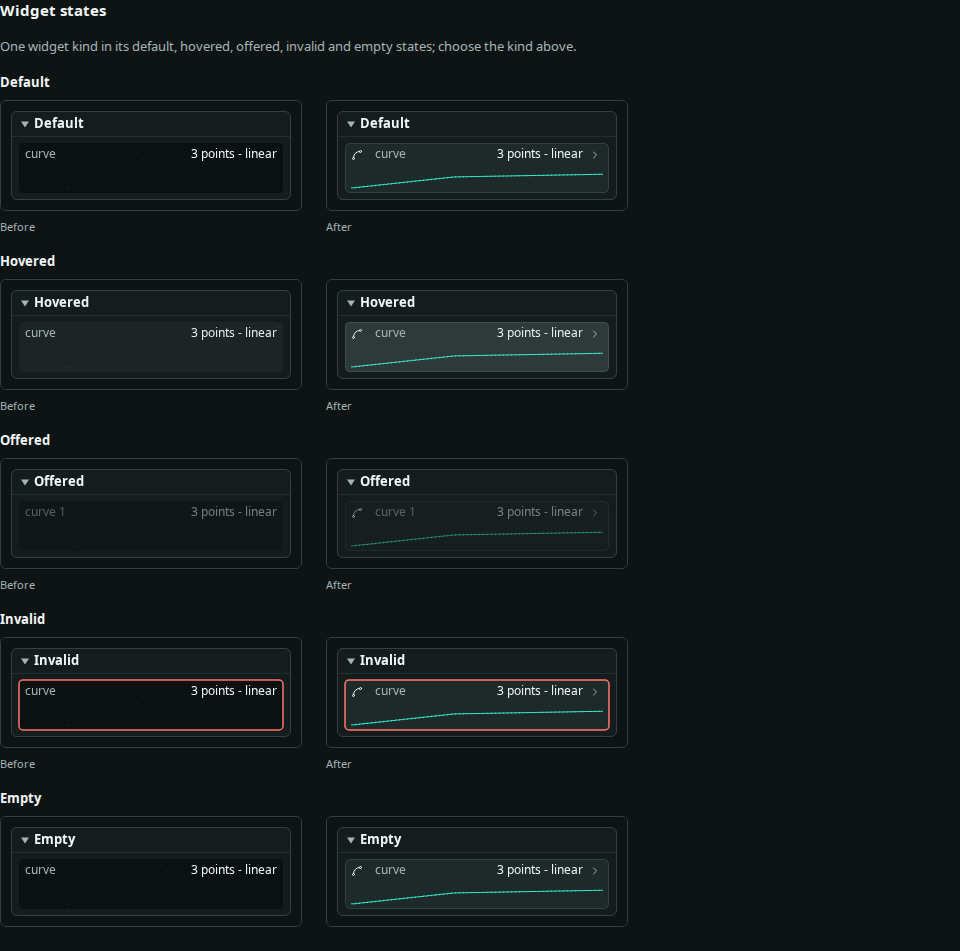 Widget states
One widget kind in its default, hovered, offered, invalid and empty states; choose the kind above.
Default
Default
curve 3 points - linear
Default
curve 3 points - linear
Before
After
Hovered
Hovered
curve 3 points - linear
Hovered
curve 3 points - linear
Before
After
Offered
Offered
curve 1 3 points - linear
Offered
curve 1 3 points - linear
Before
After
Invalid
Invalid
curve 3 points - linear
Invalid
curve 3 points - linear
Before
After
Empty
Empty
curve 3 points - linear
Empty
curve 3 points - linear